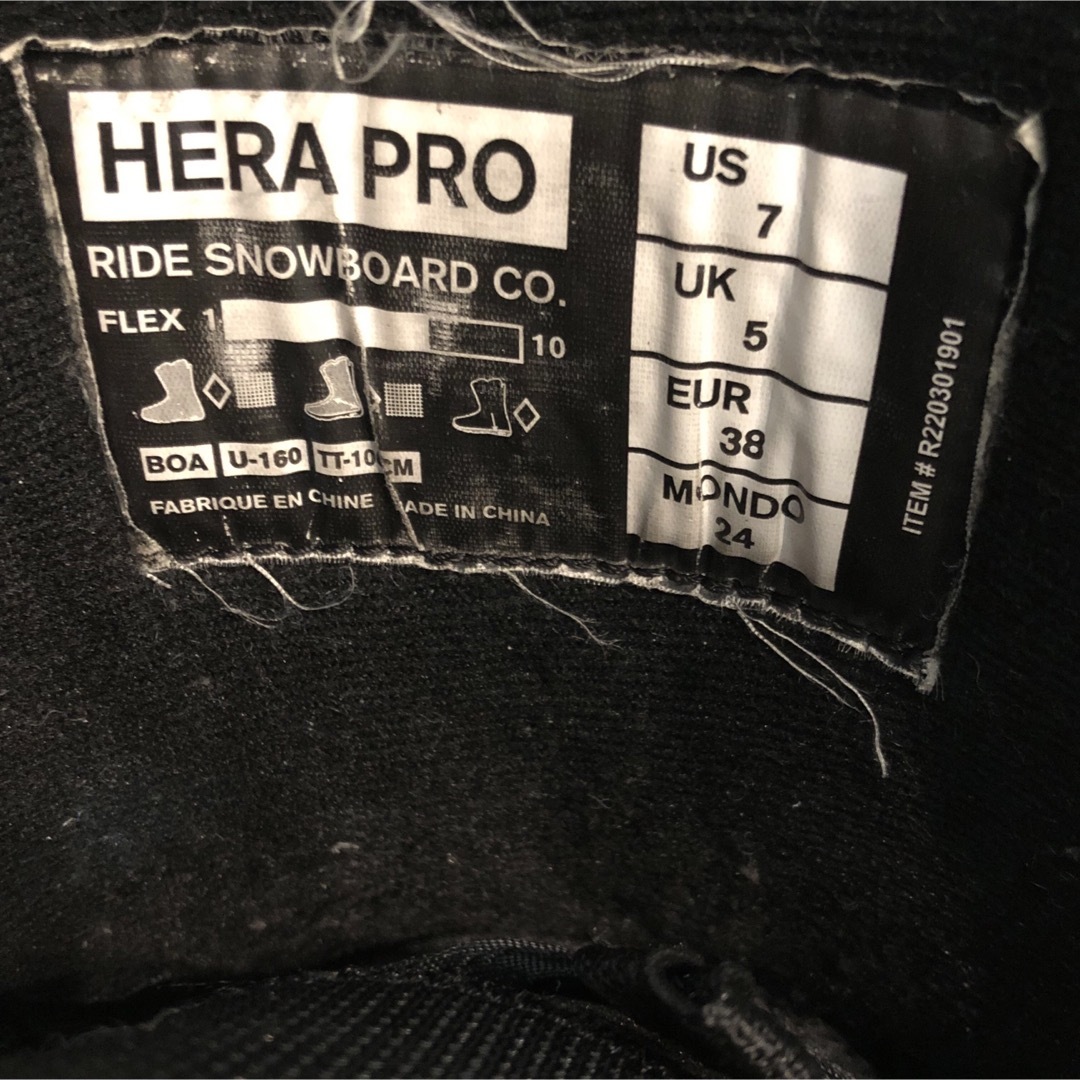 HERA PRO
RIDE SNOWBOARD CO.
FLEX 1 10
BOA U-160
FABRIQUE EN CHINE ADE IN CHINA
US
7
UK
5
EUR
38
MONDO
24
ITEM # R220301901